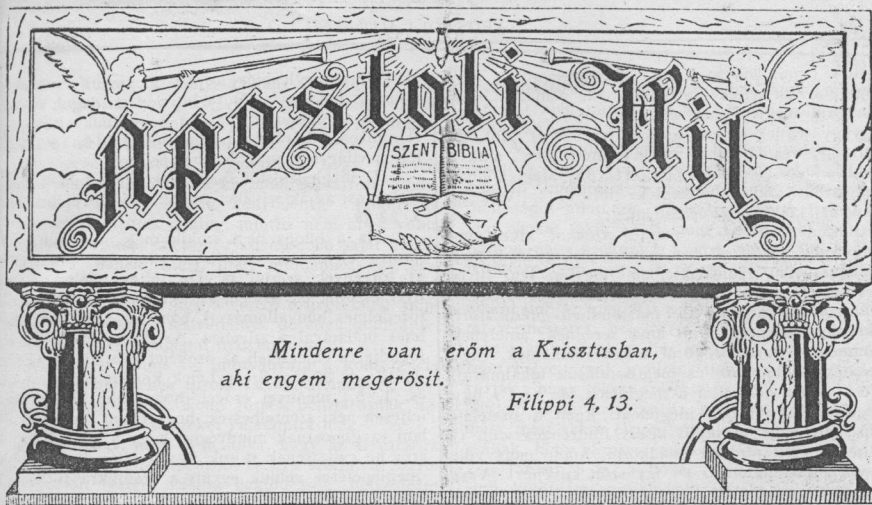 Apostoli Hit
SZENT BIBLIA
Mindenre van erőm a Krisztusban,
aki engem megerősit.
Filippi 4, 13.